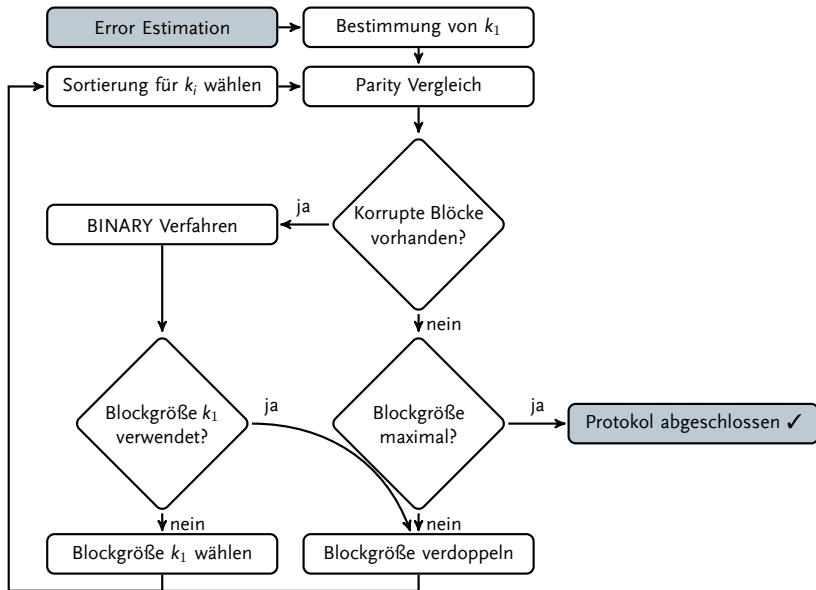 Error Estimation
Bestimmung von k₁
Sortierung für kᵢ wählen
Parity Vergleich
Korrupte Blöcke
vorhanden?
ja
BINARY Verfahren
nein
Blockgröße k₁
verwendet?
ja
Blockgröße
maximal?
ja
Protokol abgeschlossen ✓
nein
nein
Blockgröße k₁ wählen
Blockgröße verdoppeln